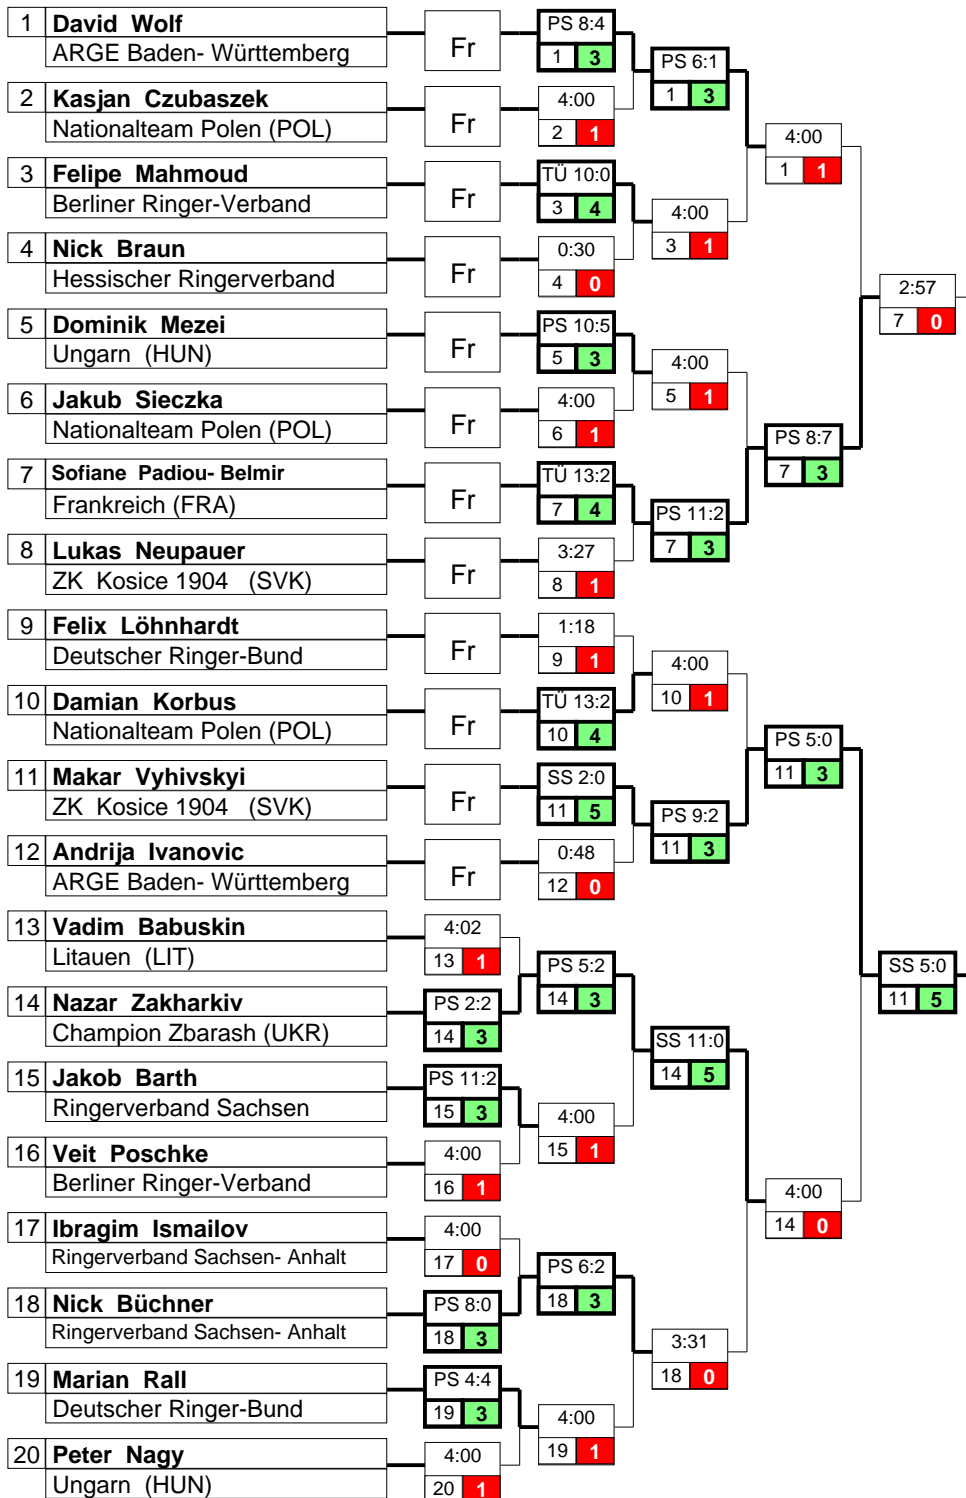 1 David Wolf
ARGE Baden- Württemberg
Fr
PS 8:4
1 3
PS 6:1
1 3
2 Kasjan Czubaszek
Nationalteam Polen (POL)
Fr
4:00
2 1
4:00
1 1
3 Felipe Mahmoud
Berliner Ringer-Verband
Fr
TÜ 10:0
3 4
4:00
3 1
4 Nick Braun
Hessischer Ringerverband
Fr
0:30
4 0
2:57
7 0
5 Dominik Mezei
Ungarn (HUN)
Fr
PS 10:5
5 3
4:00
5 1
6 Jakub Sieczka
Nationalteam Polen (POL)
Fr
4:00
6 1
PS 8:7
7 3
7 Sofiane Padiou- Belmir
Frankreich (FRA)
Fr
TÜ 13:2
7 4
PS 11:2
7 3
8 Lukas Neupauer
ZK Kosice 1904 (SVK)
Fr
3:27
8 1
9 Felix Löhnhardt
Deutscher Ringer-Bund
Fr
1:18
9 1
4:00
10 1
10 Damian Korbus
Nationalteam Polen (POL)
Fr
TÜ 13:2
10 4
PS 5:0
11 3
11 Makar Vyhivskyi
ZK Kosice 1904 (SVK)
Fr
SS 2:0
11 5
PS 9:2
11 3
12 Andrija Ivanovic
ARGE Baden- Württemberg
Fr
0:48
12 0
13 Vadim Babuskin
Litauen (LIT)
4:02
13 1
PS 5:2
14 3
SS 5:0
11 5
14 Nazar Zakharkiv
Champion Zbarash (UKR)
PS 2:2
14 3
SS 11:0
14 5
15 Jakob Barth
Ringerverband Sachsen
PS 11:2
15 3
4:00
15 1
16 Veit Poschke
Berliner Ringer-Verband
4:00
16 1
4:00
14 0
17 Ibragim Ismailov
Ringerverband Sachsen- Anhalt
4:00
17 0
PS 6:2
18 3
18 Nick Büchner
Ringerverband Sachsen- Anhalt
PS 8:0
18 3
3:31
18 0
19 Marian Rall
Deutscher Ringer-Bund
PS 4:4
19 3
4:00
19 1
20 Peter Nagy
Ungarn (HUN)
4:00
20 1